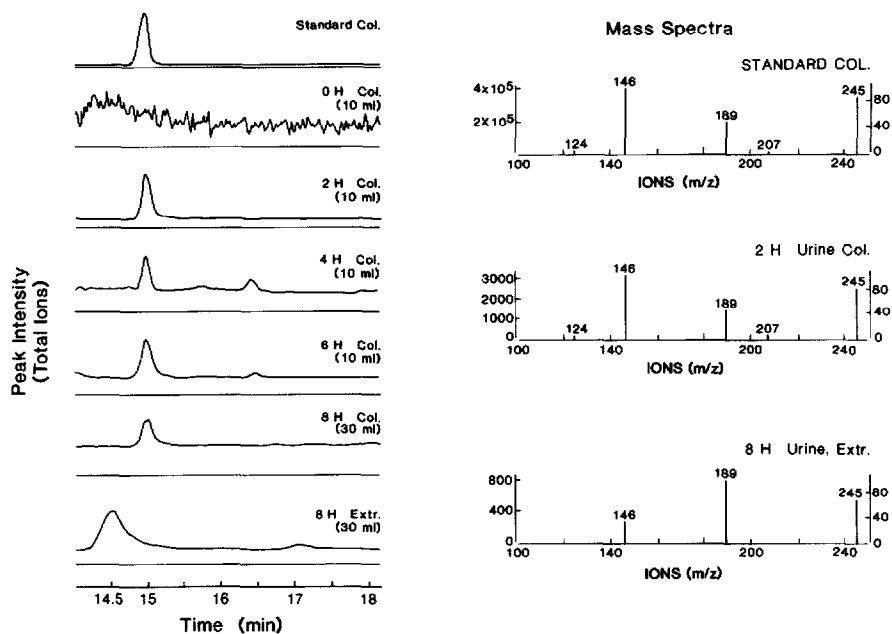 Standard Col.
0 H Col.
(10 ml)
2 H Col.
(10 ml)
4 H Col.
(10 ml)
6 H Col.
(10 ml)
8 H Col.
(30 ml)
8 H Extr.
(30 ml)
Peak Intensity
(Total Ions)
14.5 15 16 17 18
Time (min)
Mass Spectra
STANDARD COL.
4x10⁵
2x10⁵
146
189
245
124
207
80
40
0
100 140 200 240
IONS (m/z)
2 H Urine Col.
3000
2000
1000
0
146
189
245
124
207
80
40
0
100 140 200 240
IONS (m/z)
8 H Urine, Extr.
800
400
0
146
189
245
80
40
0
100 140 200 240
IONS (m/z)